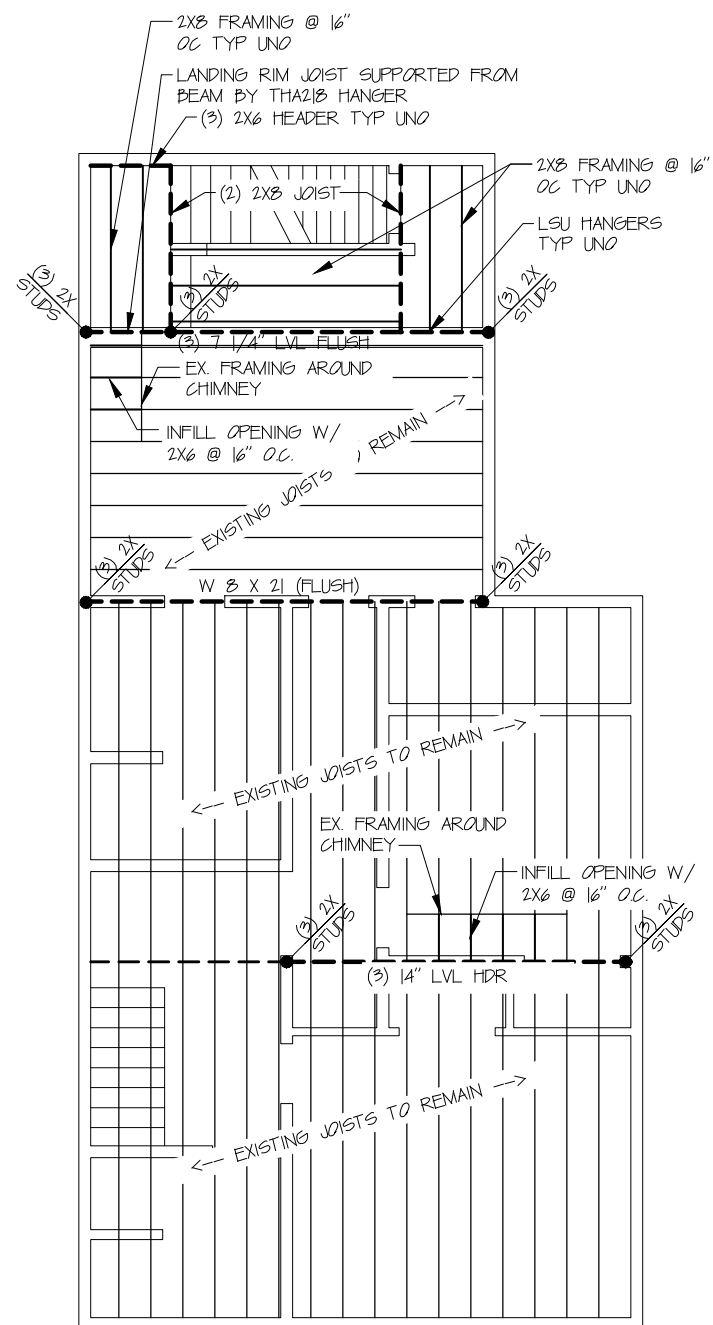 2X8 FRAMING @ 16"
OC TYP UNO
LANDING RIM JOIST SUPPORTED FROM
BEAM BY THA218 HANGER
(3) 2X6 HEADER TYP UNO
2X8 FRAMING @ 16"
OC TYP UNO
(2) 2X8 JOIST
LSU HANGERS
TYP UNO
(3) 2X
STUDS
(3) 2X
STUDS
(3) 2X
STUDS
(3) 7 1/4" LVL FLUSH
EX. FRAMING AROUND
CHIMNEY
INFILL OPENING W/
2X6 @ 16" O.C.
EXISTING JOISTS REMAIN
(3) 2X
STUDS
(3) 2X
STUDS
W 8 X 21 (FLUSH)
EXISTING JOISTS TO REMAIN
EX. FRAMING AROUND
CHIMNEY
INFILL OPENING W/
2X6 @ 16" O.C.
(3) 2X
STUDS
(3) 2X
STUDS
(3) 14" LVL HDR
EXISTING JOISTS TO REMAIN